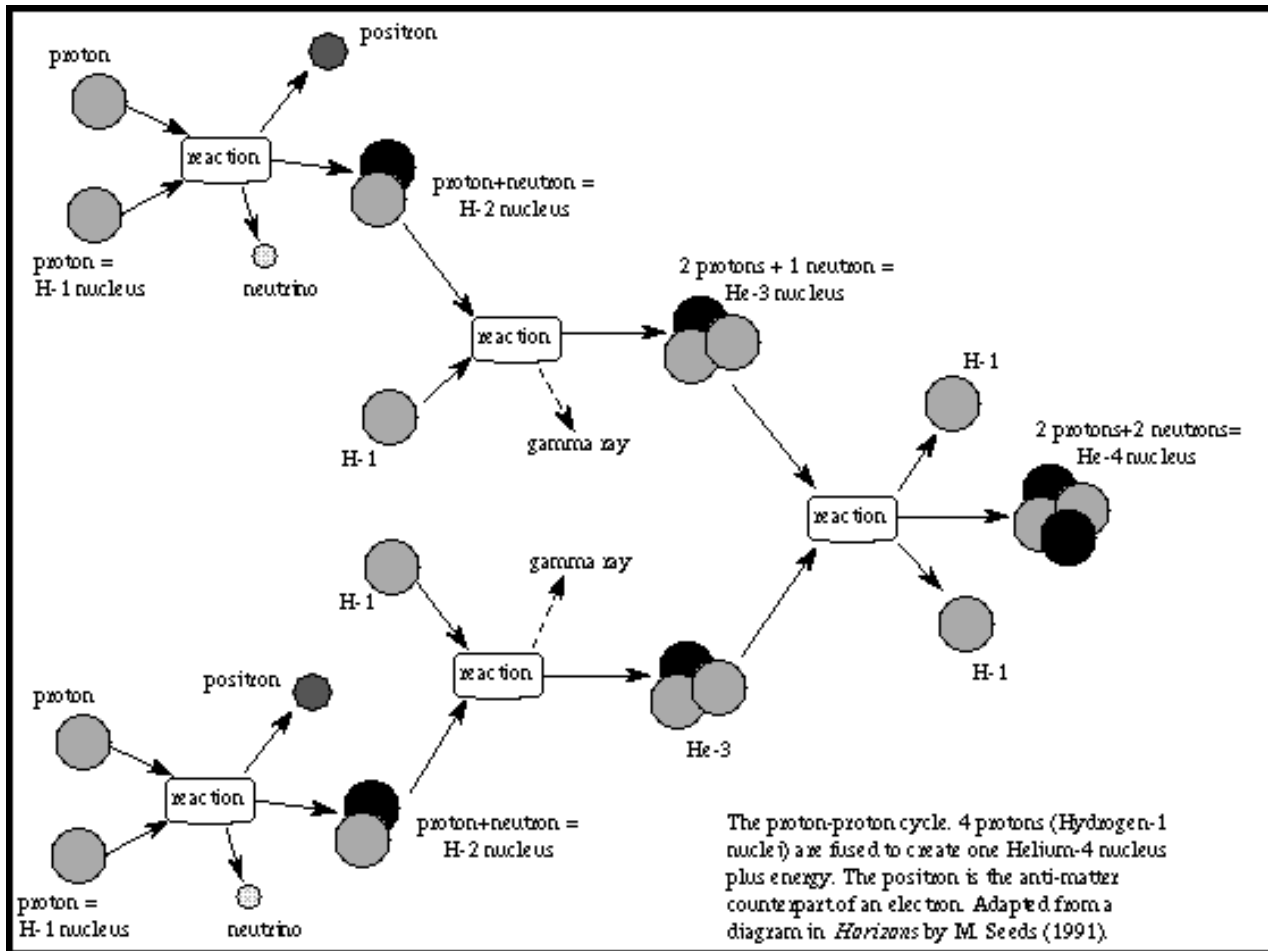 positron
proton
reaction
proton+neutron =
H-2 nucleus
proton =
H-1 nucleus
neutrino
2 protons + 1 neutron =
He-3 nucleus
reaction
H-1
gamma ray
H-1
2 protons+2 neutrons=
He-4 nucleus
reaction
gamma ray
H-1
reaction
H-1
positron
proton
He-3
reaction
proton+neutron =
H-2 nucleus
proton =
H-1 nucleus
neutrino
The proton-proton cycle. 4 protons (Hydrogen-1
nuclei) are fused to create one Helium-4 nucleus
plus energy. The positron is the anti-matter
counterpart of an electron. Adapted from a
diagram in Horizons by M. Seeds (1991).